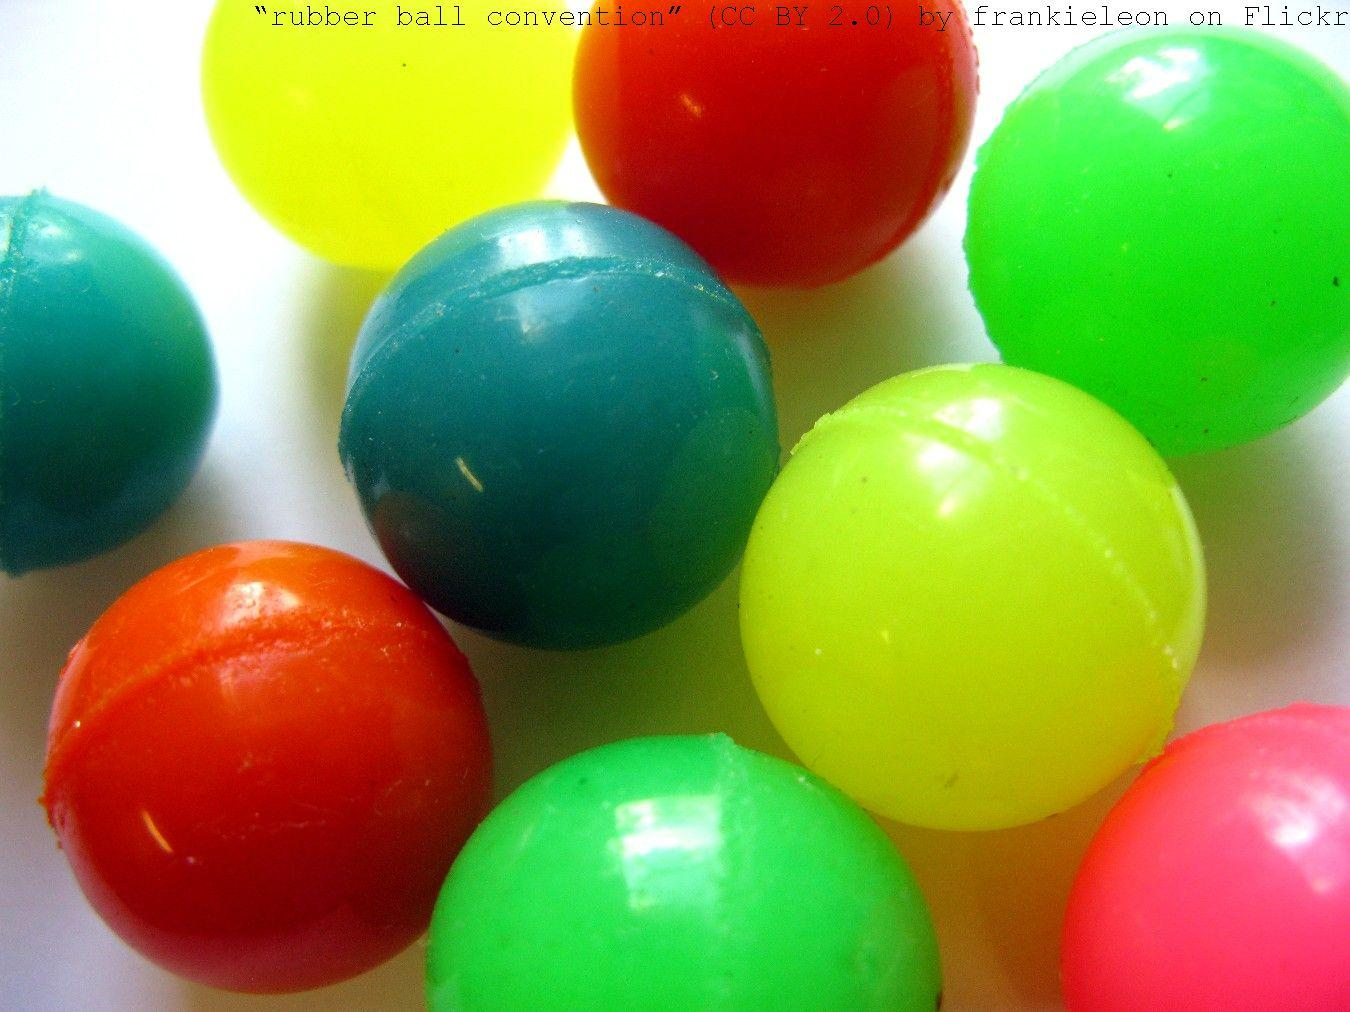 “rubber ball convention” (CC BY 2.0) by frankieleon on Flickr